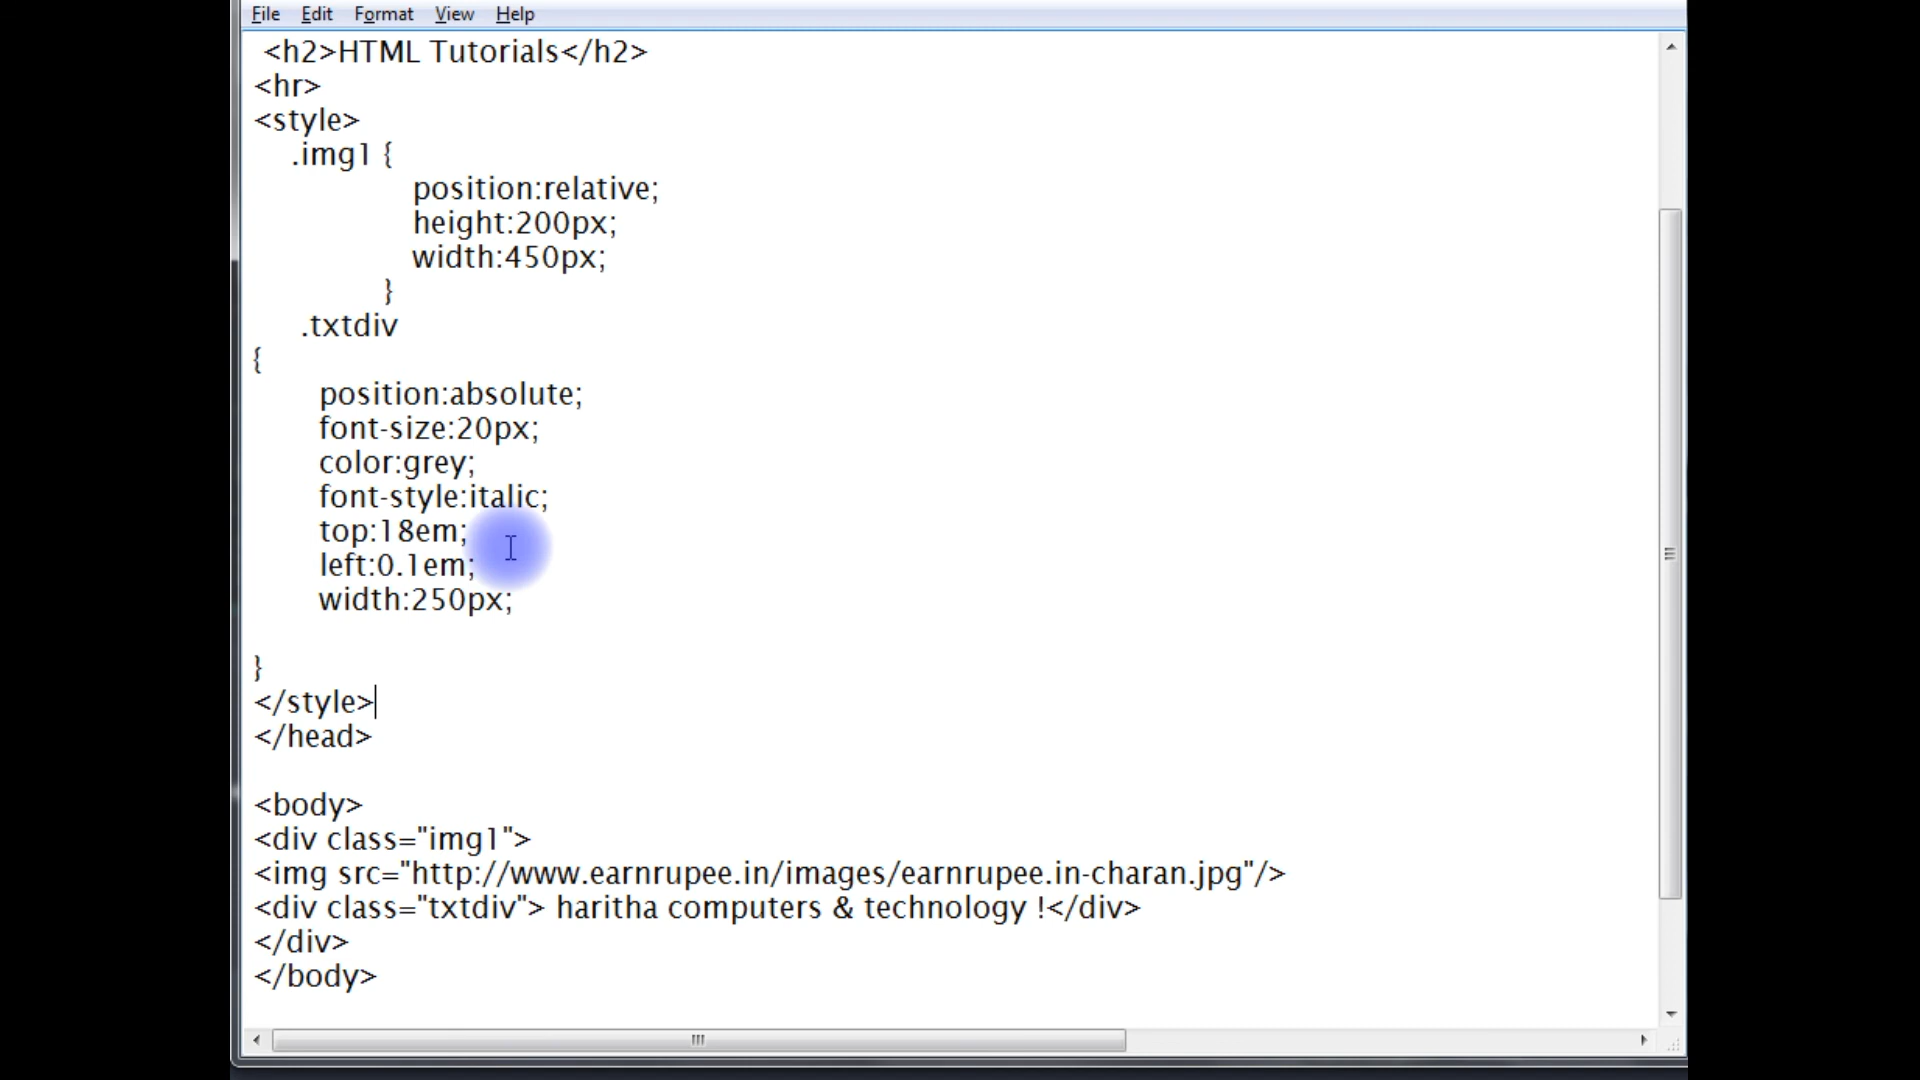 File Edit Format View Help
<h2>HTML Tutorials</h2>
<hr>
<style>
.img1 {
position:relative;
height:200px;
width:450px;
}
.txtdiv
{
position:absolute;
font-size:20px;
color:grey;
font-style:italic;
top:18em;
left:0.1em;
width:250px;
}
</style>
</head>
<body>
<div class="img1">
<img src="http://www.earnrupee.in/images/earnrupee.in-charan.jpg"/>
<div class="txtdiv"> haritha computers & technology !</div>
</div>
</body>